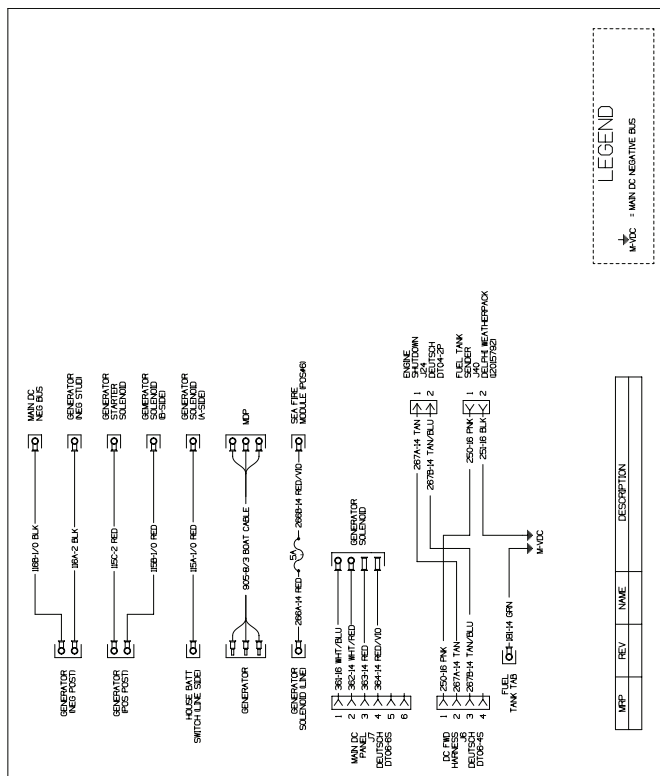 MAIN DC
NEG BUS
116B-1/0 BLK
GENERATOR
(NEG POST)
GENERATOR
(NEG STUD)
116A-2 BLK
GENERATOR
STARTER
SOLENOID
115C-2 RED
GENERATOR
(POS POST)
GENERATOR
SOLENOID
(B-SIDE)
115B-1/0 RED
GENERATOR
SOLENOID
(A-SIDE)
115A-1/0 RED
HOUSE BATT
SWITCH (LINE SIDE)
MDP
905-8/3 BOAT CABLE
GENERATOR
SEA FIRE
MODULE (POS#6)
266B-14 RED/VIO
5A
266A-14 RED
GENERATOR
SOLENOID (LINE)
GENERATOR
SOLENOID
361-16 WHT/BLU
362-14 WHT/RED
363-14 RED
364-14 RED/VIO
1
2
3
4
5
6
MAIN DC
PANEL
J7
DEUTSCH
DT06-6S
ENGINE
SHUTDOWN
J24
DEUTSCH
DT04-2P
1
2
267A-14 TAN
267B-14 TAN/BLU
FUEL TANK
SENDER
J40
DELPHI WEATHERPACK
(12015792)
1
2
250-16 PNK
251-16 BLK
250-16 PNK
267A-14 TAN
267B-14 TAN/BLU
1
2
3
4
DC FWD
HARNESS
J6
DEUTSCH
DT06-4S
M-VDC
181-14 GRN
FUEL
TANK TAB
LEGEND
M-VDC = MAIN DC NEGATIVE BUS
MRP REV NAME DESCRIPTION